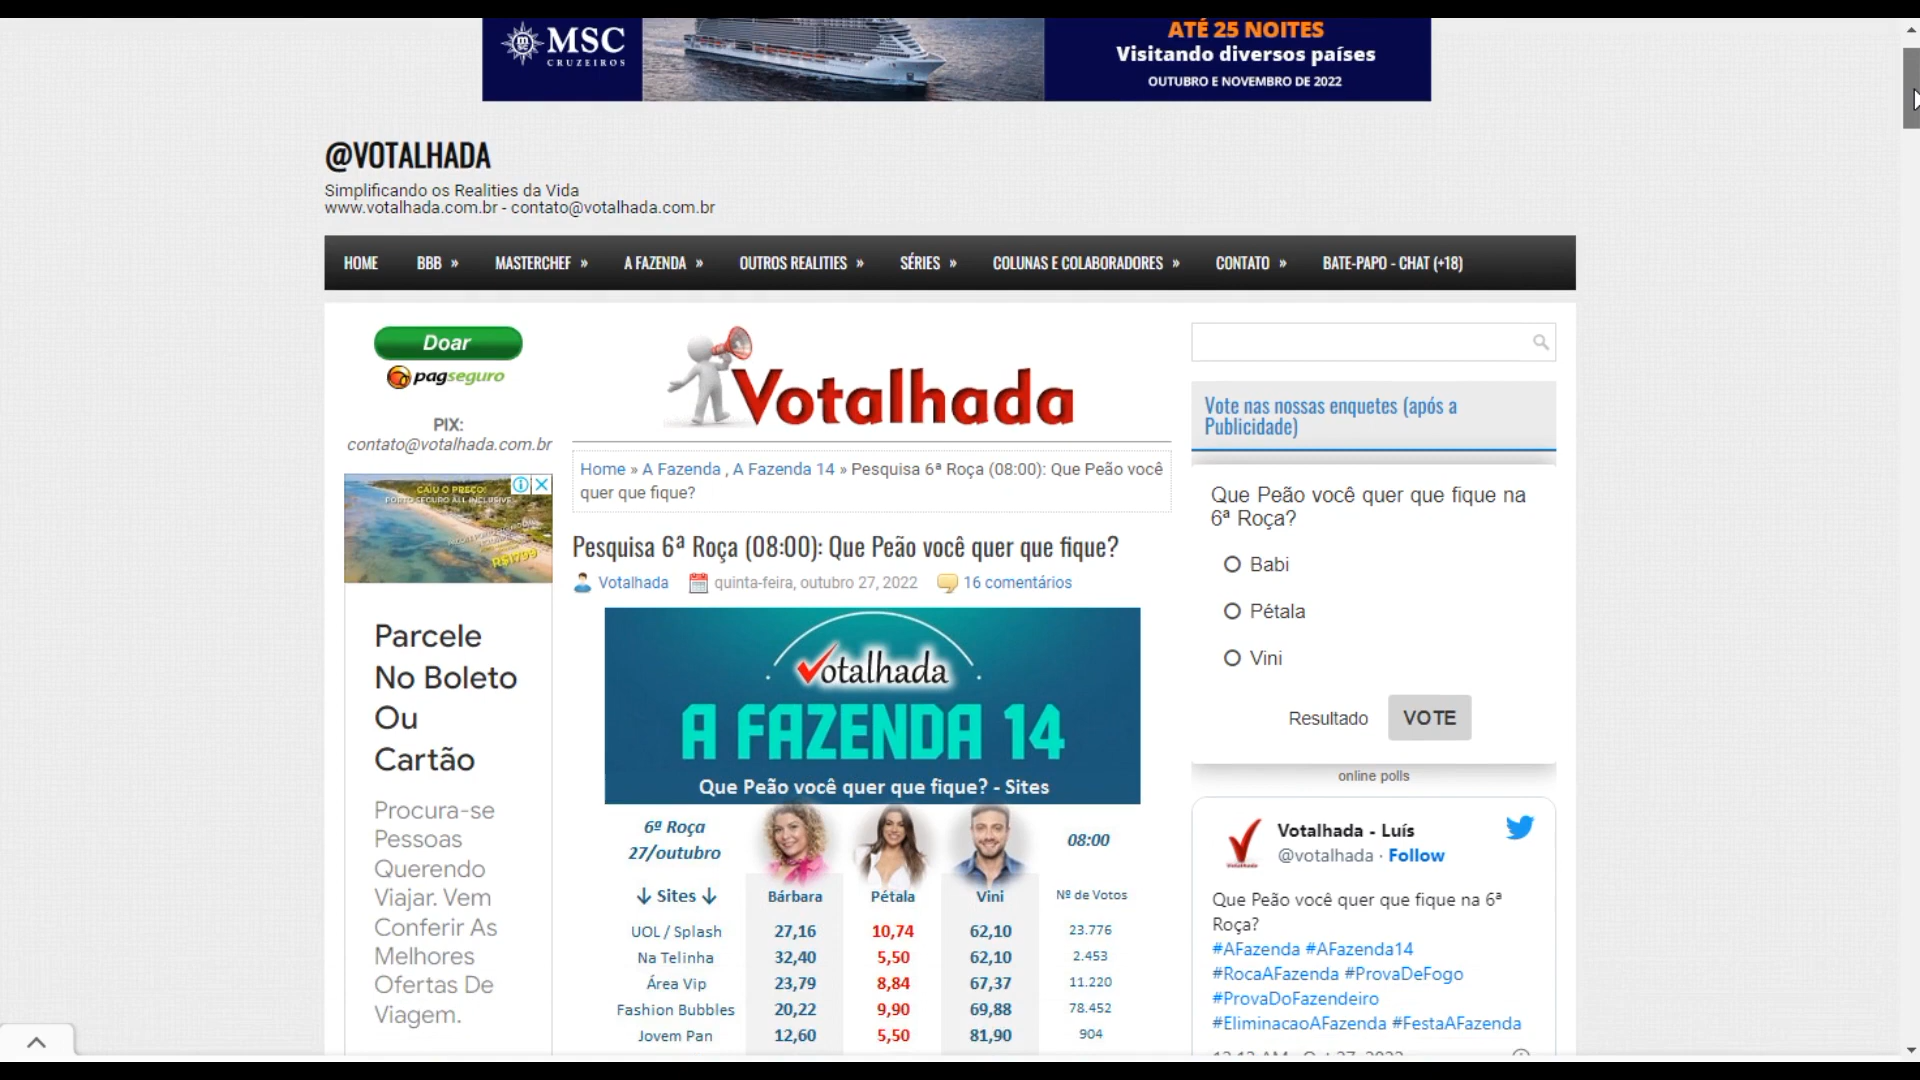 MSC
CRUZEIROS
ATÉ 25 NOITES
Visitando diversos países
OUTUBRO E NOVEMBRO DE 2022
@VOTALHADA
Simplificando os Realities da Vida
www.votalhada.com.br - contato@votalhada.com.br
HOME BBB » MASTERCHEF » A FAZENDA » OUTROS REALITIES » SÉRIES » COLUNAS E COLABORADORES » CONTATO » BATE-PAPO - CHAT (+18)
Doar
pagseguro
PIX:
contato@votalhada.com.br
CAIU O PREÇO!
PORTO SEGURO ALL INCLUSIVE
R$1799
Parcele
No Boleto
Ou
Cartão
Procura-se
Pessoas
Querendo
Viajar. Vem
Conferir As
Melhores
Ofertas De
Viagem.
Votalhada
Home » A Fazenda , A Fazenda 14 » Pesquisa 6ª Roça (08:00): Que Peão você
quer que fique?
Pesquisa 6ª Roça (08:00): Que Peão você quer que fique?
Votalhada quinta-feira, outubro 27, 2022 16 comentários
Votalhada
A FAZENDA 14
Que Peão você quer que fique? - Sites
6ª Roça
27/outubro
08:00
↓ Sites ↓ Bárbara Pétala Vini Nº de Votos
UOL / Splash 27,16 10,74 62,10 23.776
Na Telinha 32,40 5,50 62,10 2.453
Área Vip 23,79 8,84 67,37 11.220
Fashion Bubbles 20,22 9,90 69,88 78.452
Jovem Pan 12,60 5,50 81,90 904
Vote nas nossas enquetes (após a
Publicidade)
Que Peão você quer que fique na
6ª Roça?
Babi
Pétala
Vini
Resultado VOTE
online polls
Votalhada - Luís
@votalhada · Follow
Que Peão você quer que fique na 6ª
Roça?
#AFazenda #AFazenda14
#RocaAFazenda #ProvaDeFogo
#ProvaDoFazendeiro
#EliminacaoAFazenda #FestaAFazenda